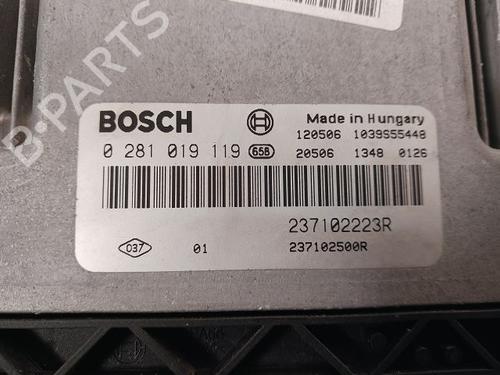 B-PARTS
BOSCH
Made in Hungary
120506 1039S55448
0 281 019 119 658
20506 1348 0126
237102223R
037 01 237102500R